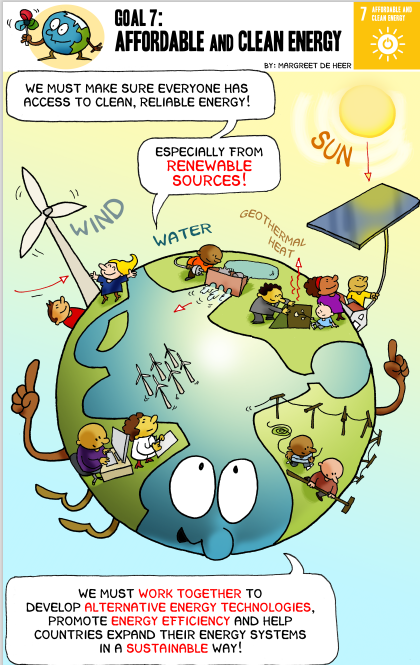 GOAL 7:
AFFORDABLE AND CLEAN ENERGY
7 AFFORDABLE AND
CLEAN ENERGY
BY: MARGREET DE HEER
WE MUST MAKE SURE EVERYONE HAS
ACCESS TO CLEAN, RELIABLE ENERGY!
ESPECIALLY FROM
RENEWABLE
SOURCES!
SUN
WIND
WATER
GEOTHERMAL
HEAT
WE MUST WORK TOGETHER TO
DEVELOP ALTERNATIVE ENERGY TECHNOLOGIES,
PROMOTE ENERGY EFFICIENCY AND HELP
COUNTRIES EXPAND THEIR ENERGY SYSTEMS
IN A SUSTAINABLE WAY!